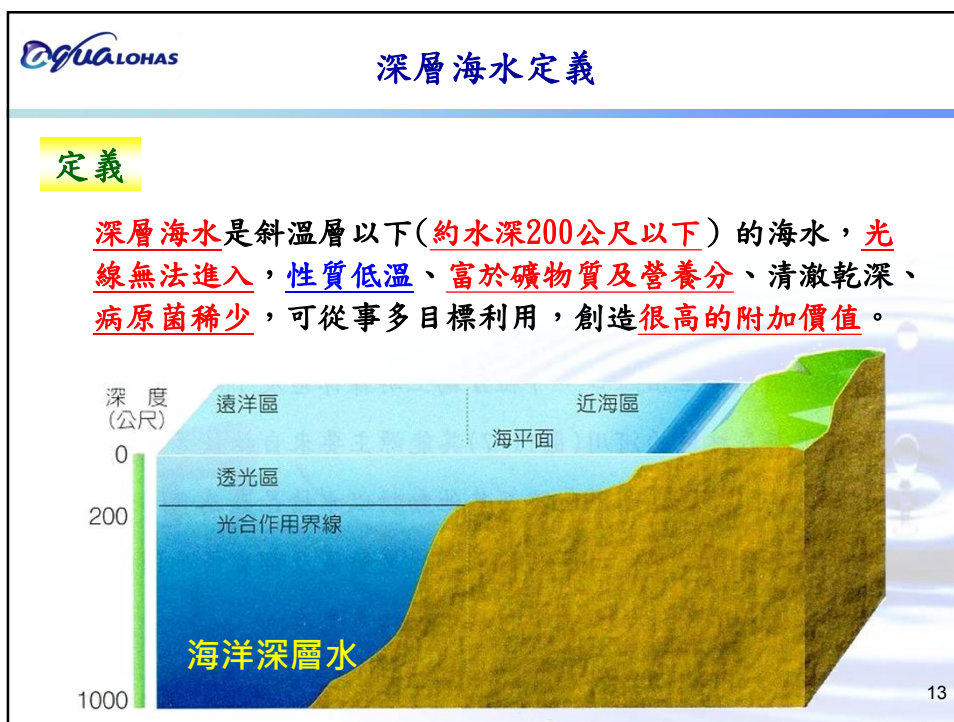 aquaLOHAS
深層海水定義
定義
深層海水是斜溫層以下(約水深200公尺以下)的海水，光
線無法進入，性質低溫、富於礦物質及營養分、清澈乾深、
病原菌稀少，可從事多目標利用，創造很高的附加價值。
深 度
(公尺)
遠洋區
近海區
海平面
0
透光區
200
光合作用界線
海洋深層水
1000
13